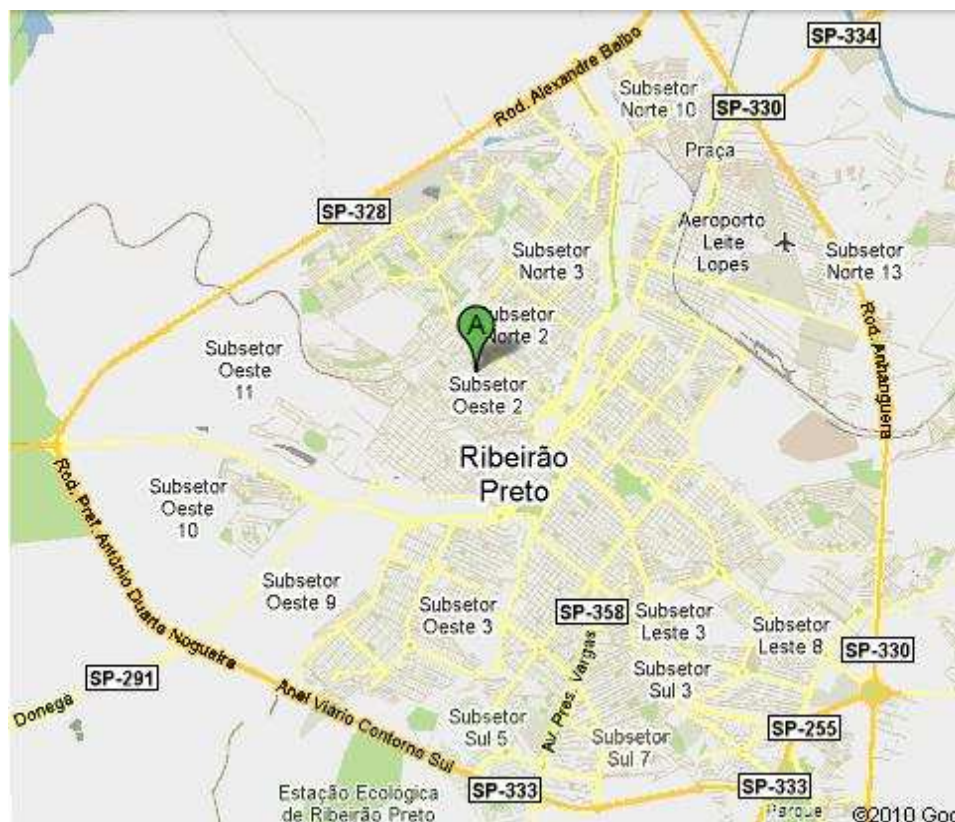 SP-334
Rod. Alexandre Balbo
Subsetor
Norte 10
SP-330
Praça
SP-328
Aeroporto
Leite
Lopes
Subsetor
Norte 3
Subsetor
Norte 13
A
Subsetor
Norte 2
Subsetor
Oeste
11
Subsetor
Oeste 2
Rod. Anhanguera
Ribeirão
Preto
Rod. Pref. Antônio Duarte Nogueira
Subsetor
Oeste
10
Subsetor
Oeste 9
Subsetor
Oeste 3
SP-358
Subsetor
Leste 3
Subsetor
Leste 8
SP-330
SP-291
Subsetor
Sul 3
Av. Pres. Vargas
Donega
Anel Viario Contorno Sul
Subsetor
Sul 5
Subsetor
Sul 7
SP-255
SP-333
SP-333
Estação Ecológica
de Ribeirão Preto
Parque
©2010 Goo